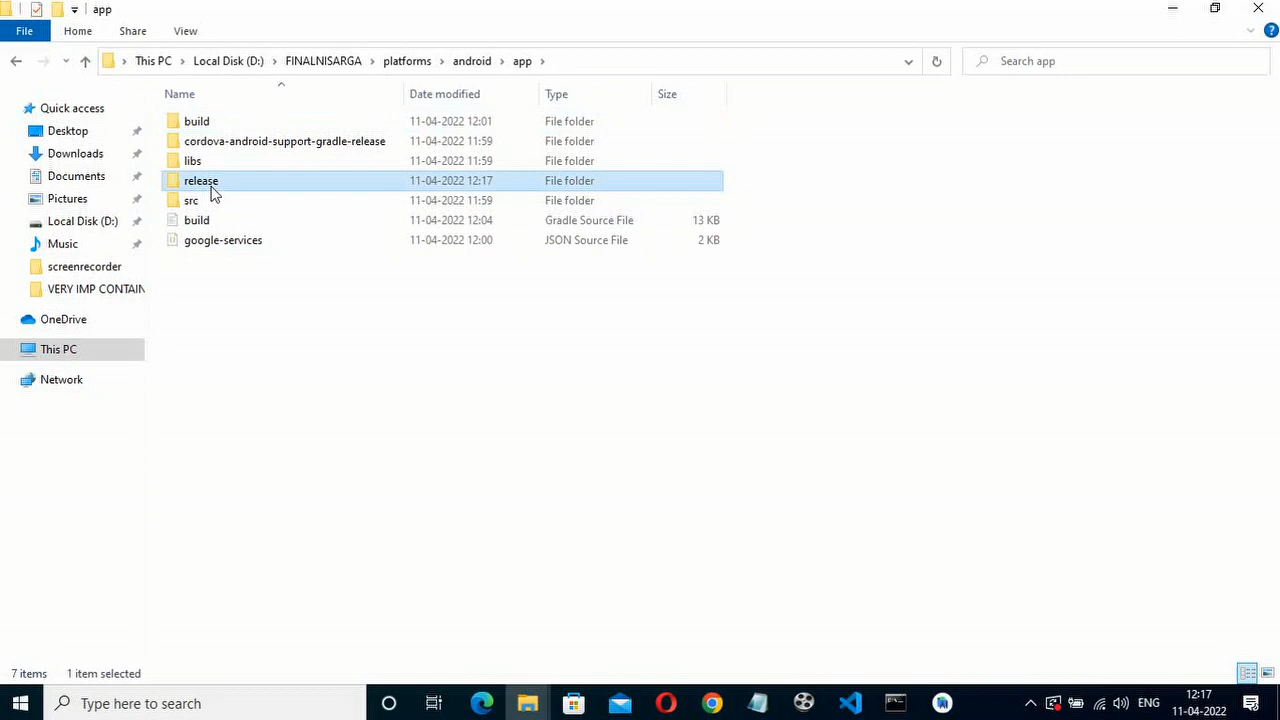 app
File Home Share View
This PC Local Disk (D:) FINALNISARGA platforms android app
Search app
Name Date modified Type Size
Quick access
Desktop
Downloads
Documents
Pictures
Local Disk (D:)
Music
screenrecorder
VERY IMP CONTAIN
OneDrive
This PC
Network
build 11-04-2022 12:01 File folder
cordova-android-support-gradle-release 11-04-2022 11:59 File folder
libs 11-04-2022 11:59 File folder
release 11-04-2022 12:17 File folder
src 11-04-2022 11:59 File folder
build 11-04-2022 12:04 Gradle Source File 13 KB
google-services 11-04-2022 12:00 JSON Source File 2 KB
7 items 1 item selected
Type here to search
ENG
12:17
11-04-2022